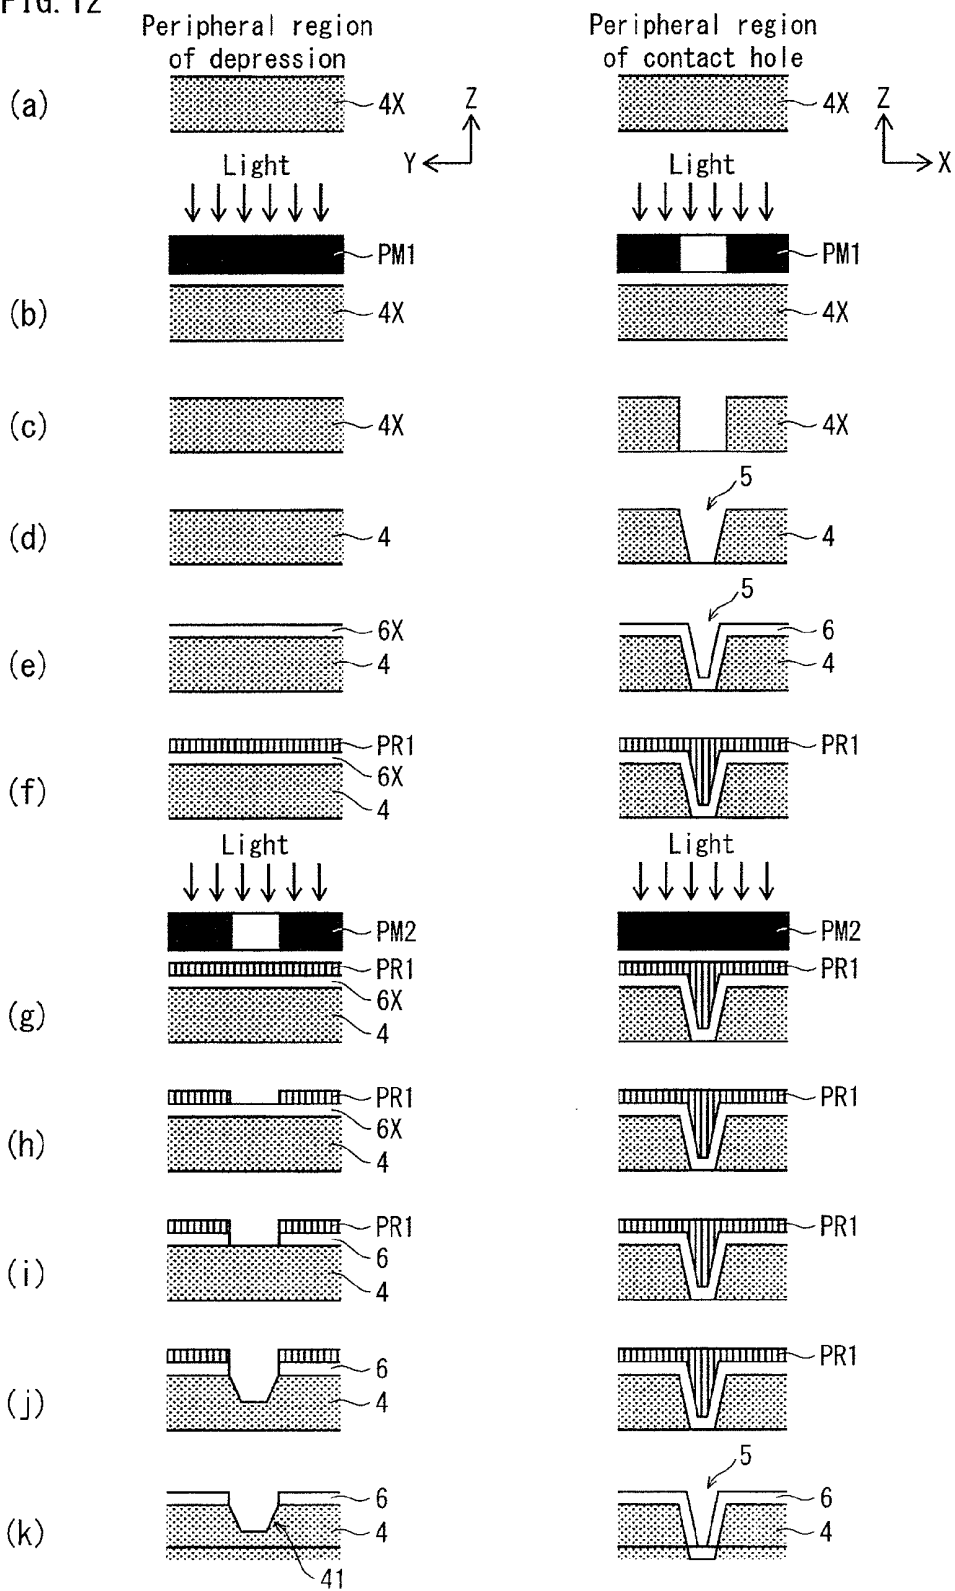 FIG. 12
Peripheral region
of depression
Peripheral region
of contact hole
(a)
4X
Z
Y
4X
Z
X
Light
Light
PM1
PM1
(b)
4X
4X
(c)
4X
4X
5
(d)
4
4
5
6X
6
(e)
4
4
PR1
PR1
6X
(f)
4
Light
Light
PM2
PM2
PR1
PR1
6X
(g)
4
PR1
PR1
6X
(h)
4
PR1
PR1
6
(i)
4
6
PR1
(j)
4
5
6
6
(k)
4
4
41